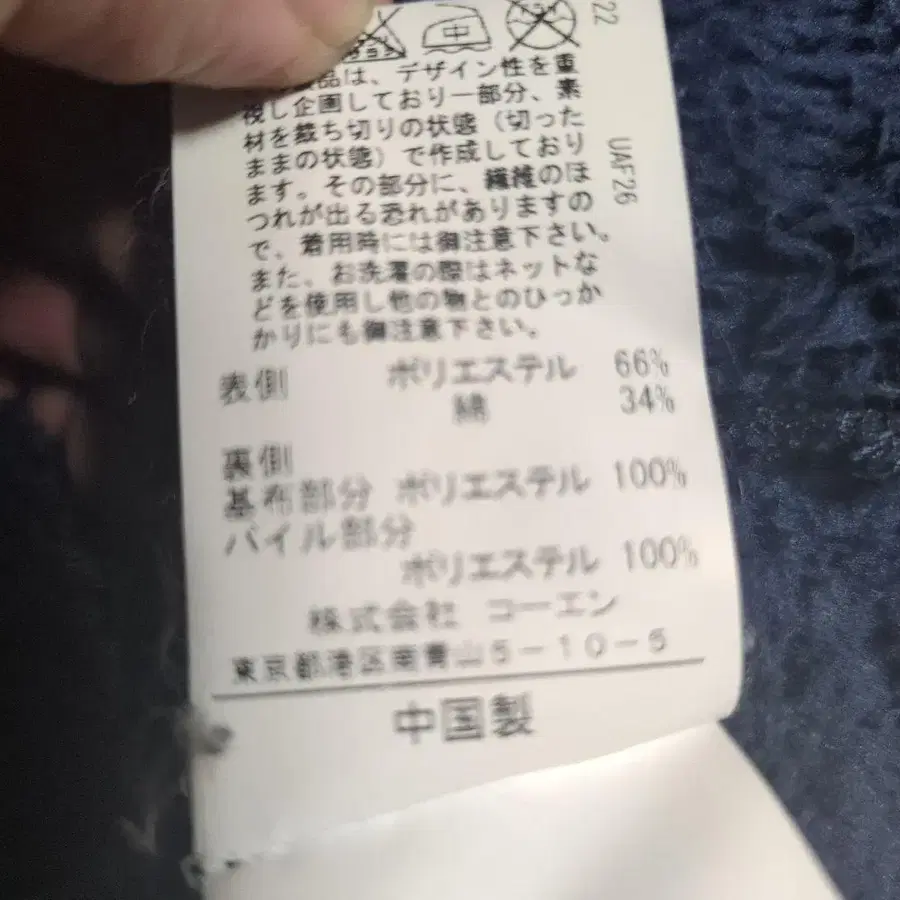 中
22
UAF26
品は、デザイン性を重
視し企画しており一部分、素
材を裁ち切りの状態(切った
ままの状態)で作成しており
ます。その部分に、繊維のほ
つれが出る恐れがありますの
で、着用時には御注意下さい。
また、お洗濯の際はネットな
どを使用し他の物とのひっか
かりにも御注意下さい。
表側 ポリエステル 66%
綿 34%
裏側
基布部分 ポリエステル 100%
パイル部分
ポリエステル 100%
株式会社 コーエン
東京都港区南青山5-10-5
中国製